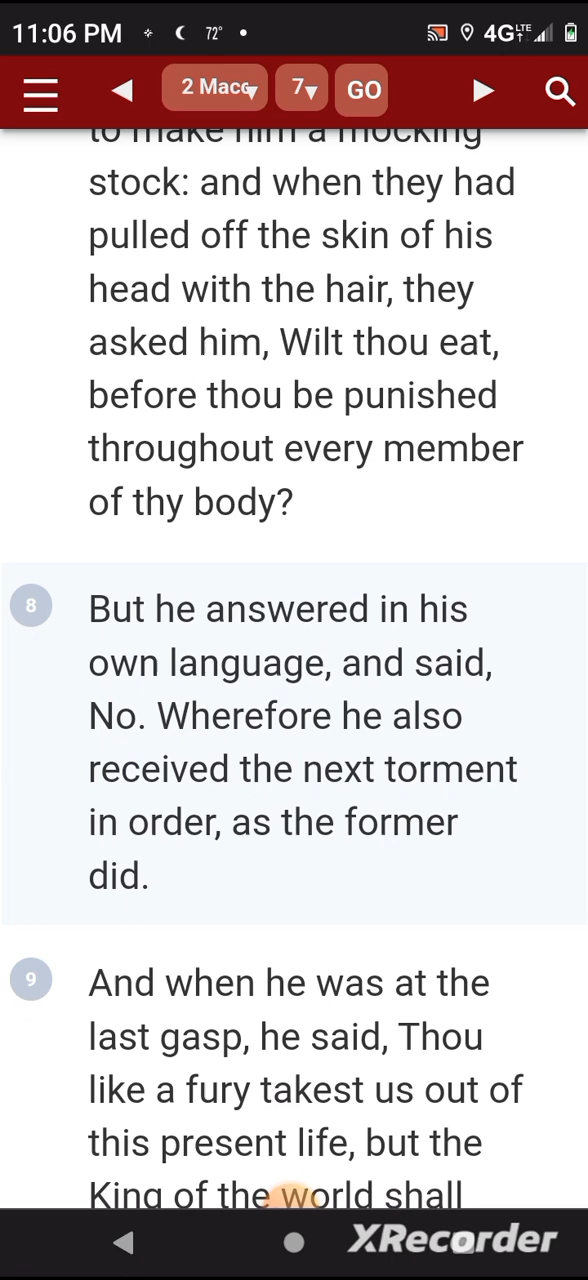 11:06 PM 72° 4G LTE
2 Macc 7 GO
to make him a mocking
stock: and when they had
pulled off the skin of his
head with the hair, they
asked him, Wilt thou eat,
before thou be punished
throughout every member
of thy body?
8 But he answered in his
own language, and said,
No. Wherefore he also
received the next torment
in order, as the former
did.
9 And when he was at the
last gasp, he said, Thou
like a fury takest us out of
this present life, but the
King of the world shall
XRecorder